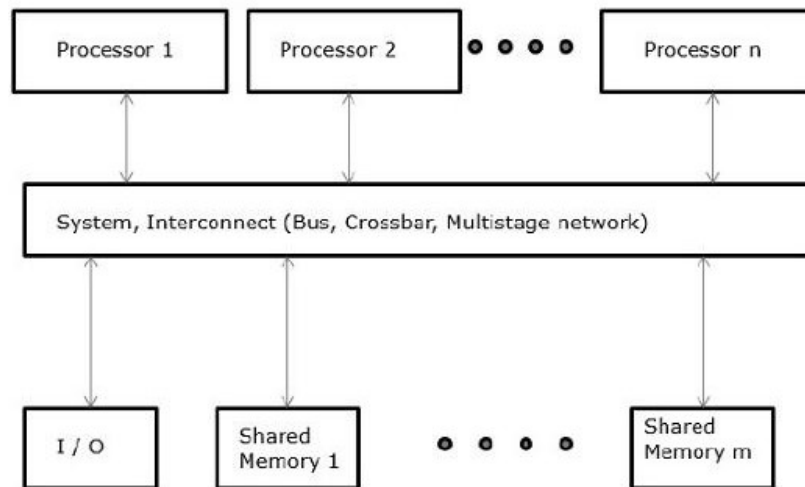 Processor 1
Processor 2
Processor n
System, Interconnect (Bus, Crossbar, Multistage network)
I / O
Shared
Memory 1
Shared
Memory m